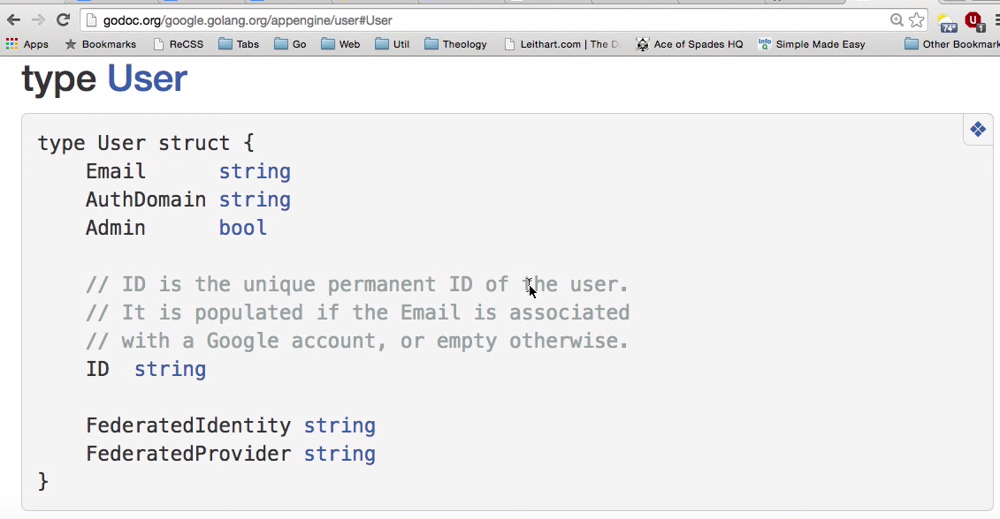 godoc.org/google.golang.org/appengine/user#User
Apps Bookmarks ReCSS Tabs Go Web Util Theology Leithart.com | The Ace of Spades HQ Info Q Simple Made Easy Other Bookmark
74° U 1
type User
type User struct {
Email string
AuthDomain string
Admin bool
// ID is the unique permanent ID of the user.
// It is populated if the Email is associated
// with a Google account, or empty otherwise.
ID string
FederatedIdentity string
FederatedProvider string
}